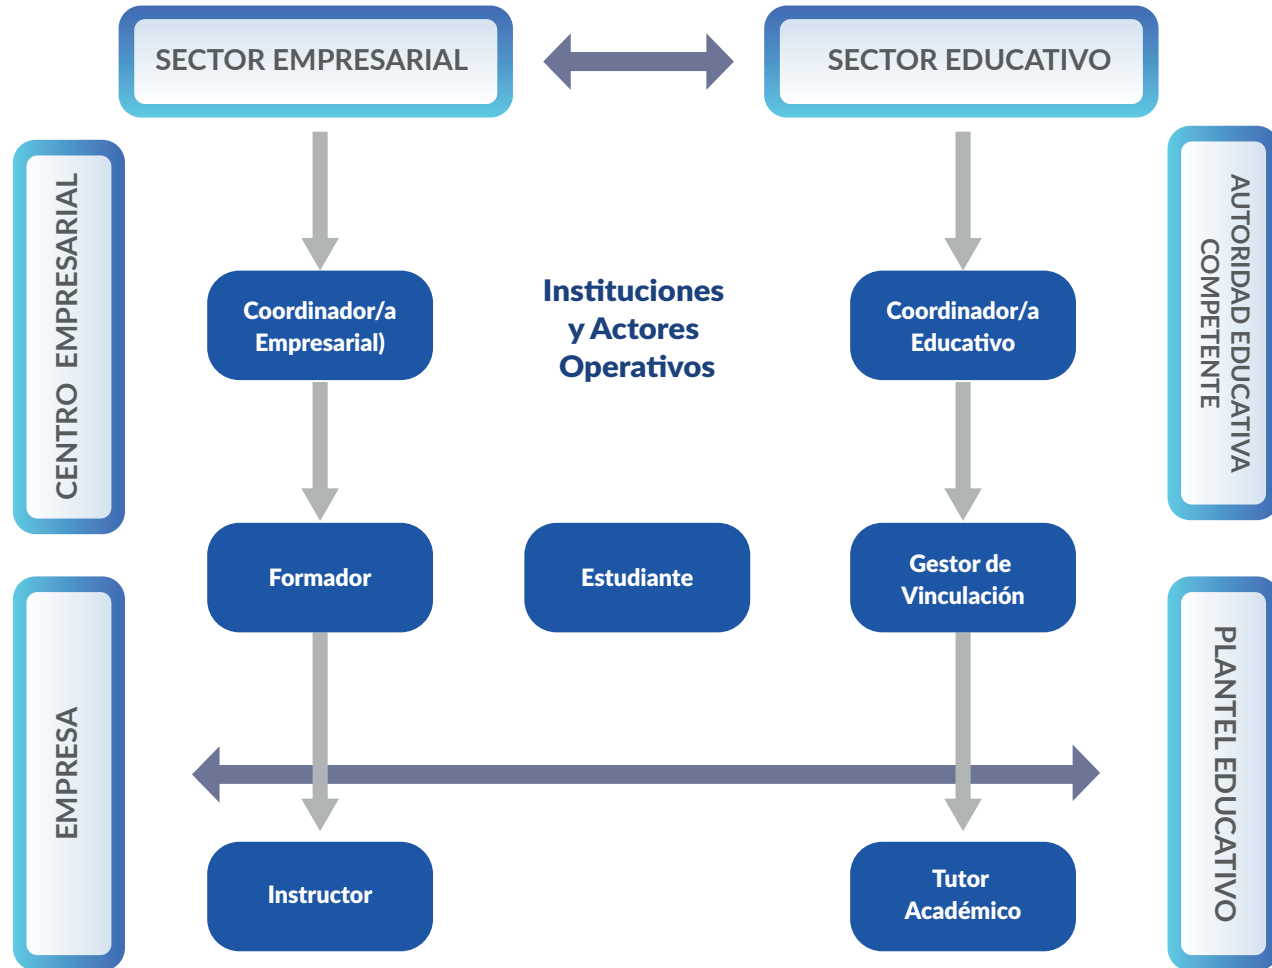 SECTOR EMPRESARIAL
SECTOR EDUCATIVO
CENTRO EMPRESARIAL
AUTORIDAD EDUCATIVA
COMPETENTE
Coordinador/a
Empresarial)
Instituciones
y Actores
Operativos
Coordinador/a
Educativo
Formador
Estudiante
Gestor de
Vinculación
EMPRESA
PLANTEL EDUCATIVO
Instructor
Tutor
Académico